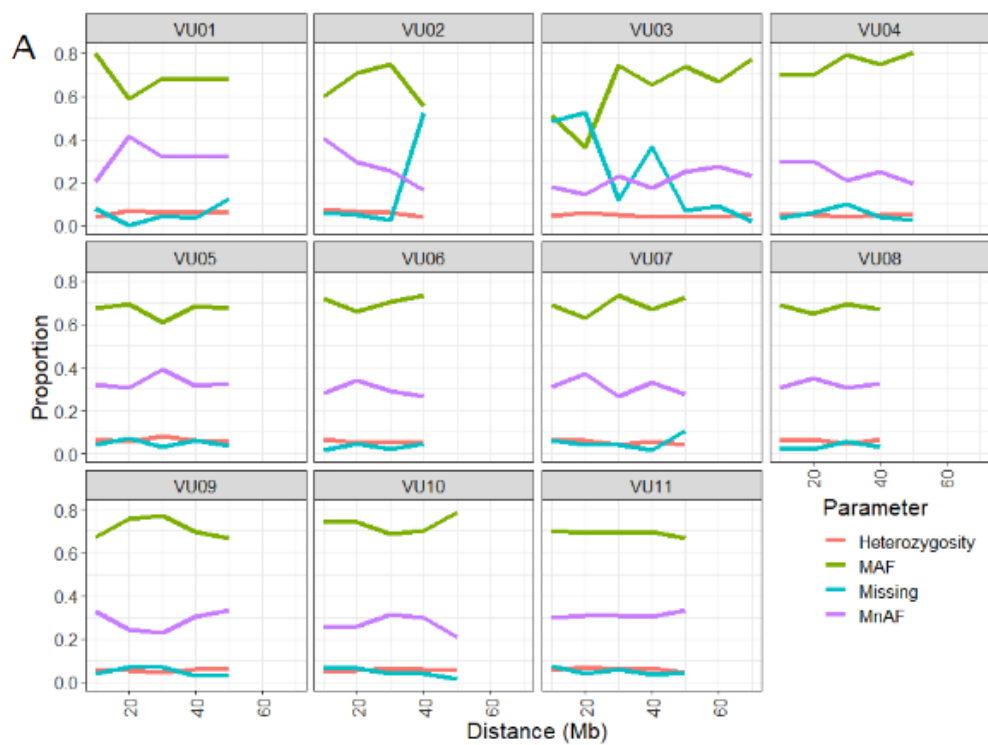 A
VU01 VU02 VU03 VU04
0.8
0.6
0.4
0.2
0.0
VU05 VU06 VU07 VU08
0.8
0.6
0.4
0.2
0.0
20 40 60
VU09 VU10 VU11
0.8
0.6
0.4
0.2
0.0
20 40 60 20 40 60 20 40 60
Proportion
Distance (Mb)
Parameter
Heterozygosity
MAF
Missing
MnAF